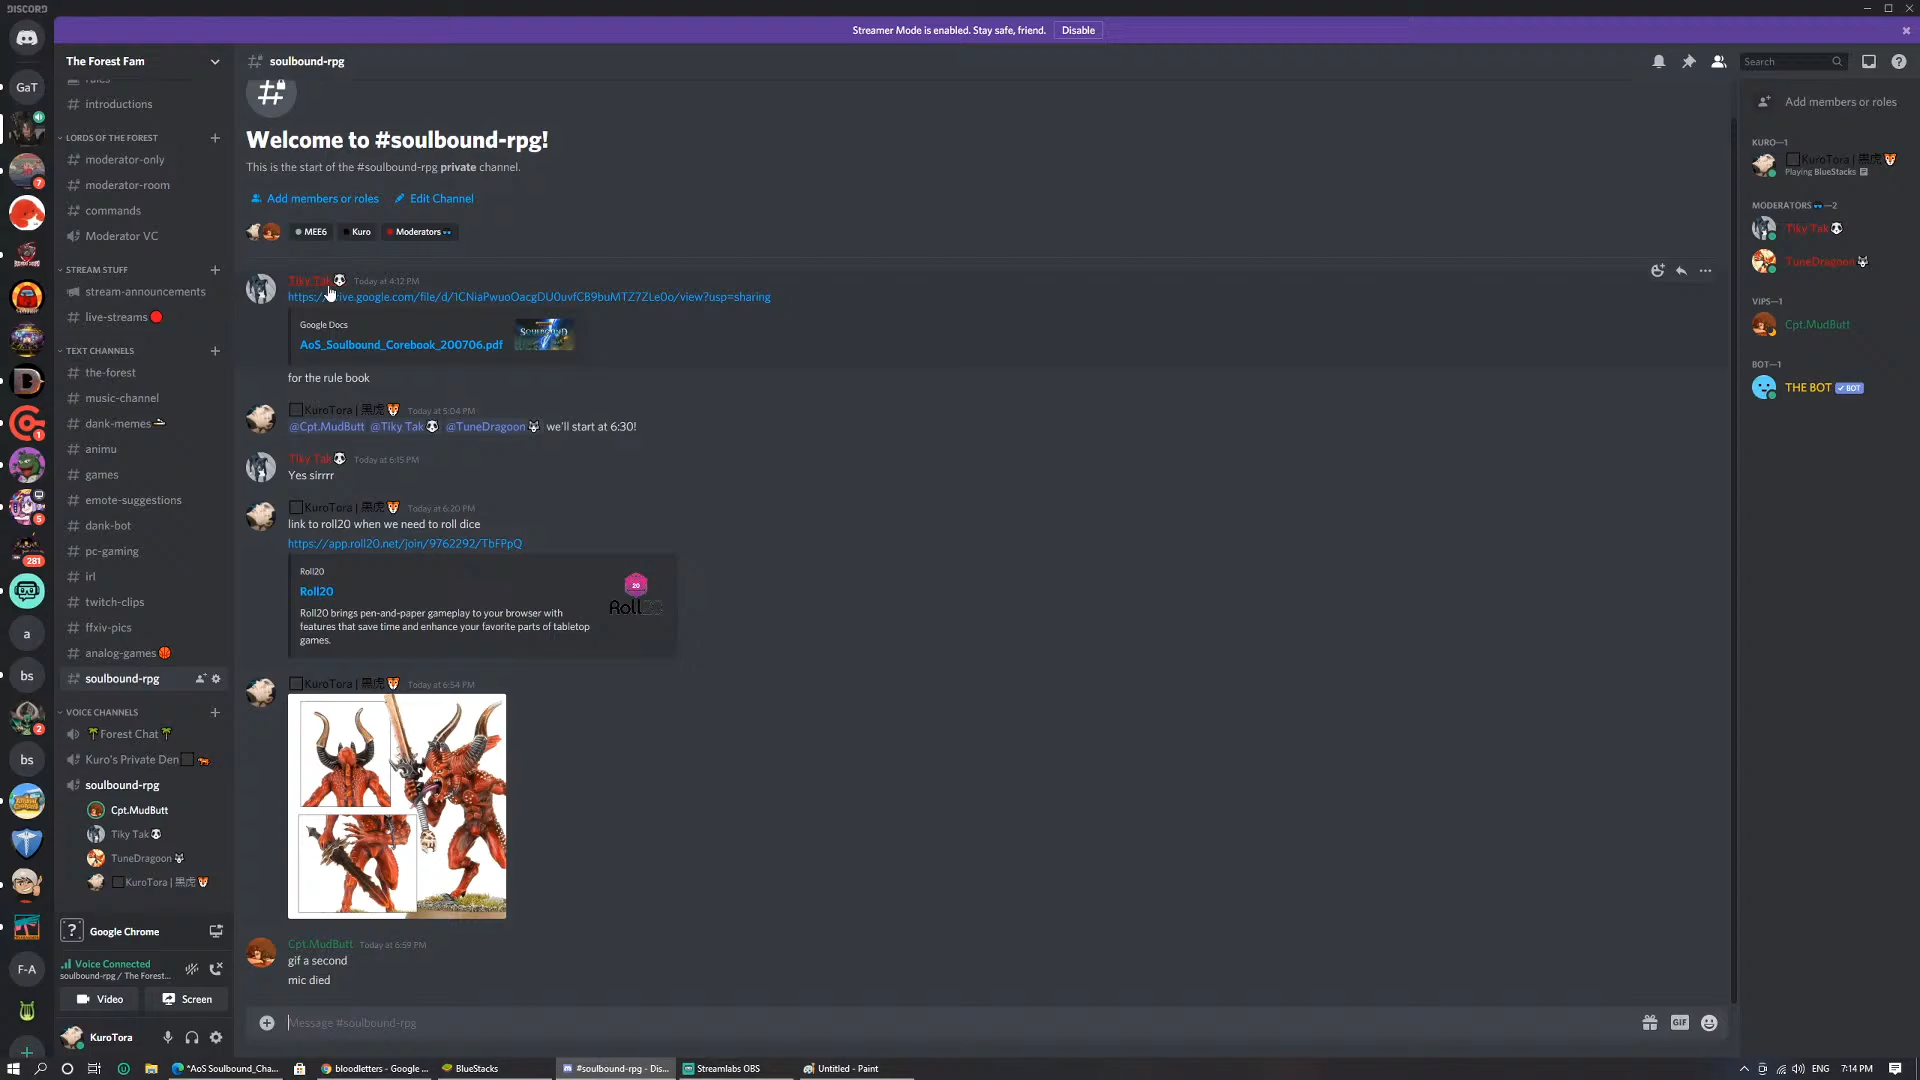 DISCORD
Streamer Mode is enabled. Stay safe, friend. Disable
The Forest Fam
introductions
LORDS OF THE FOREST
moderator-only
moderator-room
commands
Moderator VC
STREAM STUFF
stream-announcements
live-streams
TEXT CHANNELS
the-forest
music-channel
dank-memes
animu
games
emote-suggestions
dank-bot
pc-gaming
irl
twitch-clips
ffxiv-pics
analog-games
soulbound-rpg
VOICE CHANNELS
Forest Chat
Kuro's Private Den
soulbound-rpg
Cpt.MudButt
Tiky Tak
TuneDragoon
KuroTora | 黒虎
Google Chrome
Voice Connected
soulbound-rpg / The Forest...
Video Screen
KuroTora
GaT
7
1
5
281
a
bs
2
bs
F-A
soulbound-rpg
Search
Welcome to #soulbound-rpg!
This is the start of the #soulbound-rpg private channel.
Add members or roles Edit Channel
MEE6 Kuro Moderators
Tiky Tak Today at 4:12 PM
Google Docs
AoS_Soulbound_Corebook_200706.pdf
SOULBOUND
for the rule book
KuroTora | 黒虎 Today at 5:04 PM
@Cpt.MudButt @Tiky Tak @TuneDragoon we'll start at 6:30!
Tiky Tak Today at 6:15 PM
Yes sirrrr
KuroTora | 黒虎 Today at 6:20 PM
link to roll20 when we need to roll dice
https://app.roll20.net/join/9762292/TbFPpQ
Roll20
Roll20
Roll20 brings pen-and-paper gameplay to your browser with
features that save time and enhance your favorite parts of tabletop
games.
20
Roll20
KuroTora | 黒虎 Today at 6:54 PM
Cpt.MudButt Today at 6:59 PM
gif a second
mic died
Message #soulbound-rpg
GIF
Add members or roles
KURO—1
KuroTora | 黒虎
Playing BlueStacks
MODERATORS—2
Tiky Tak
TuneDragoon
VIPS—1
Cpt.MudButt
BOT—1
THE BOT BOT
*AoS Soulbound_Cha...
bloodletters - Google ...
BlueStacks
#soulbound-rpg - Dis...
Streamlabs OBS
Untitled - Paint
ENG
7:14 PM